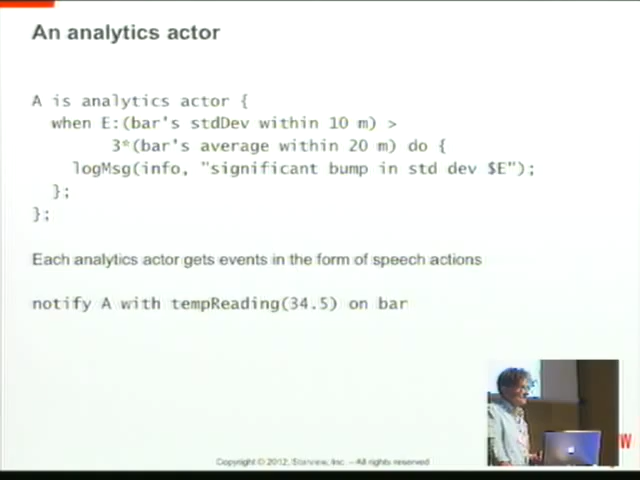 An analytics actor
A is analytics actor {
when E:(bar's stdDev within 10 m) >
3*(bar's average within 20 m) do {
logMsg(info, "significant bump in std dev $E");
};
};
Each analytics actor gets events in the form of speech actions
notify A with tempReading(34.5) on bar
Copyright © 2012, Starview, Inc. – All rights reserved